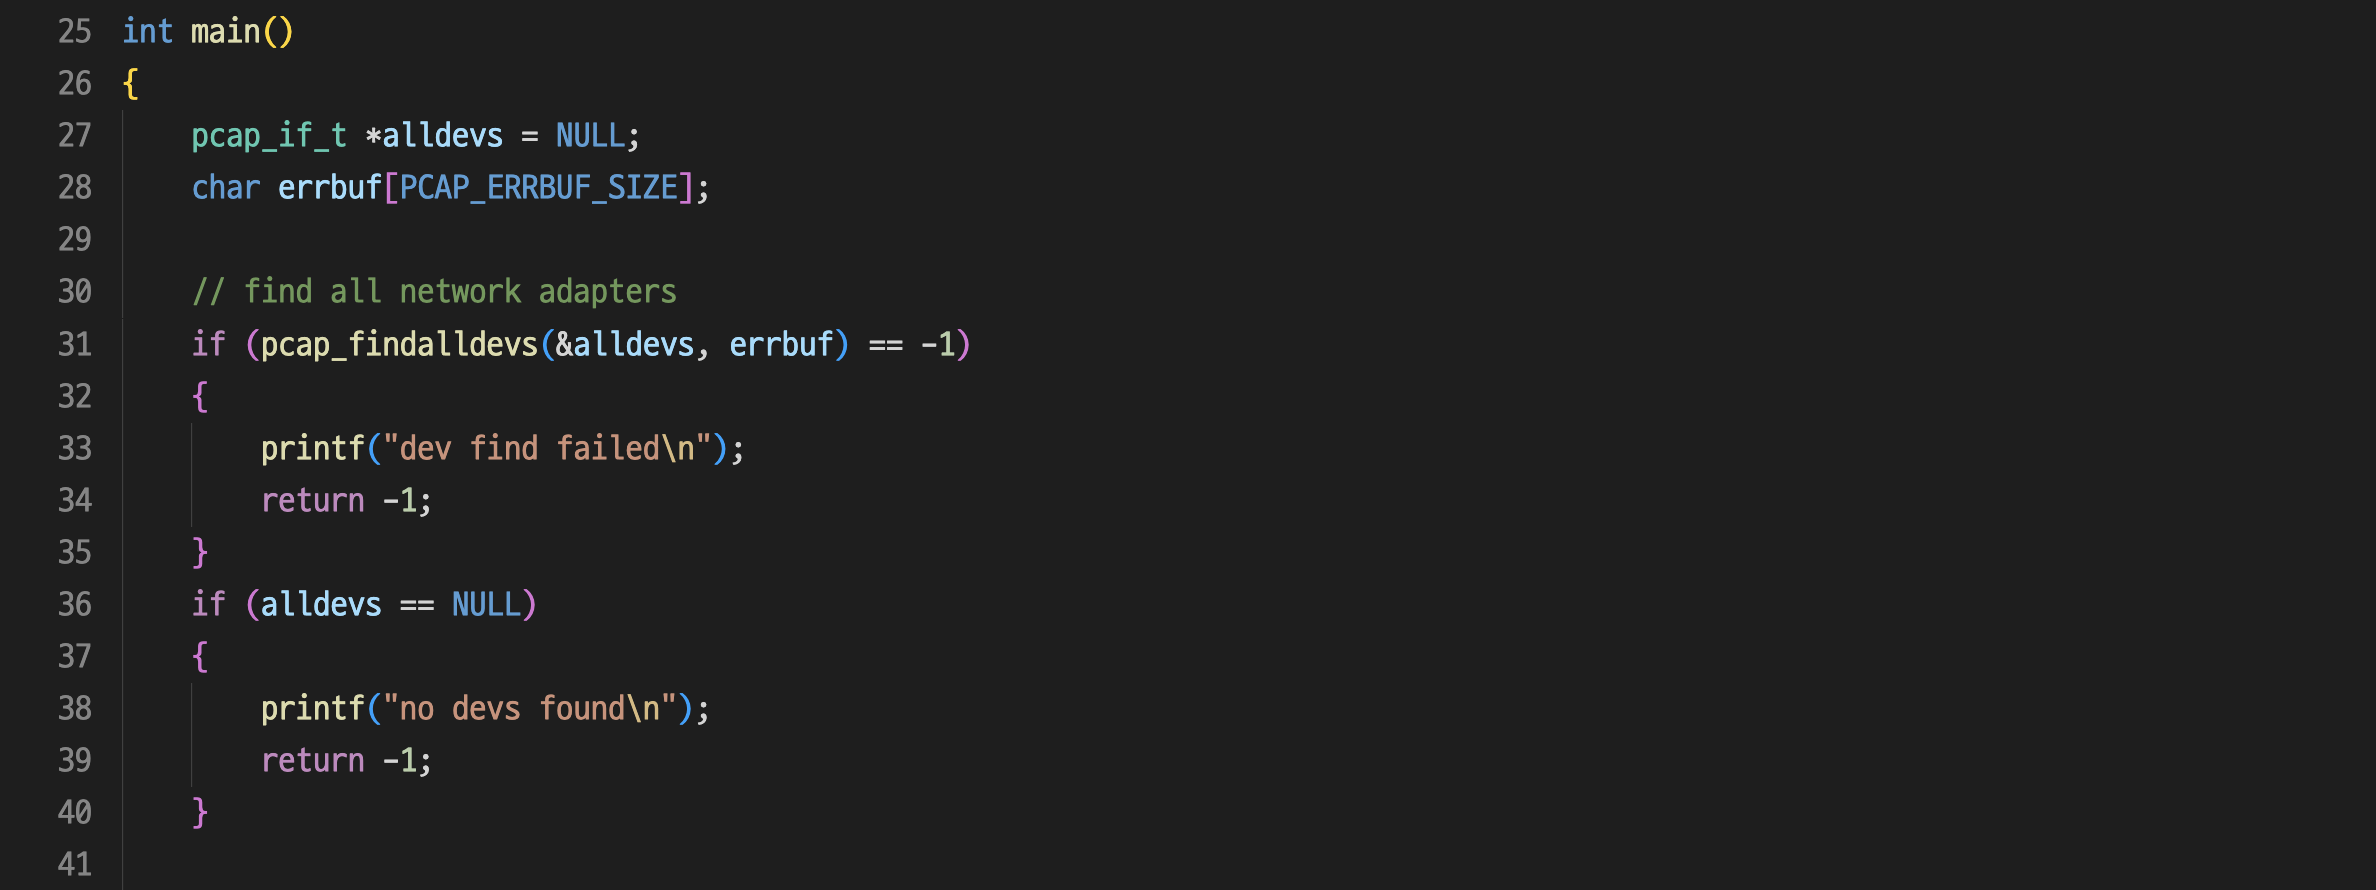 25 int main()
26 {
27     pcap_if_t *alldevs = NULL;
28     char errbuf[PCAP_ERRBUF_SIZE];
29
30     // find all network adapters
31     if (pcap_findalldevs(&alldevs, errbuf) == -1)
32     {
33         printf("dev find failed\n");
34         return -1;
35     }
36     if (alldevs == NULL)
37     {
38         printf("no devs found\n");
39         return -1;
40     }
41